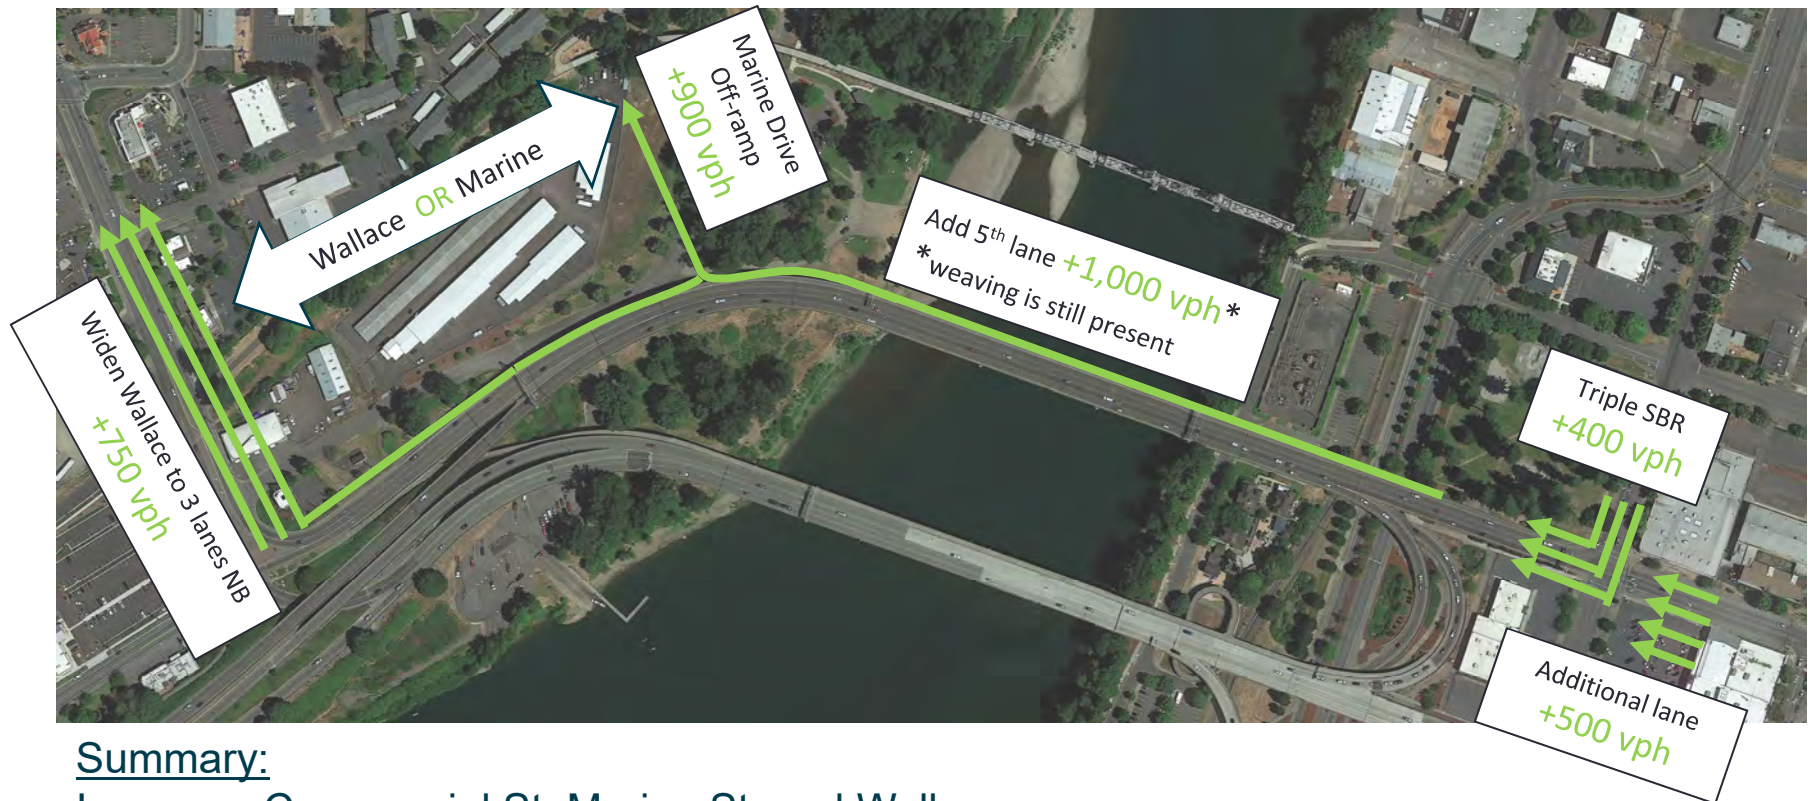 Marine Drive
Off-ramp
+900 vph
Wallace OR Marine
Add 5th lane +1,000 vph*
*weaving is still present
Widen Wallace to 3 lanes NB
+750 vph
Triple SBR
+400 vph
Additional lane
+500 vph
Summary: